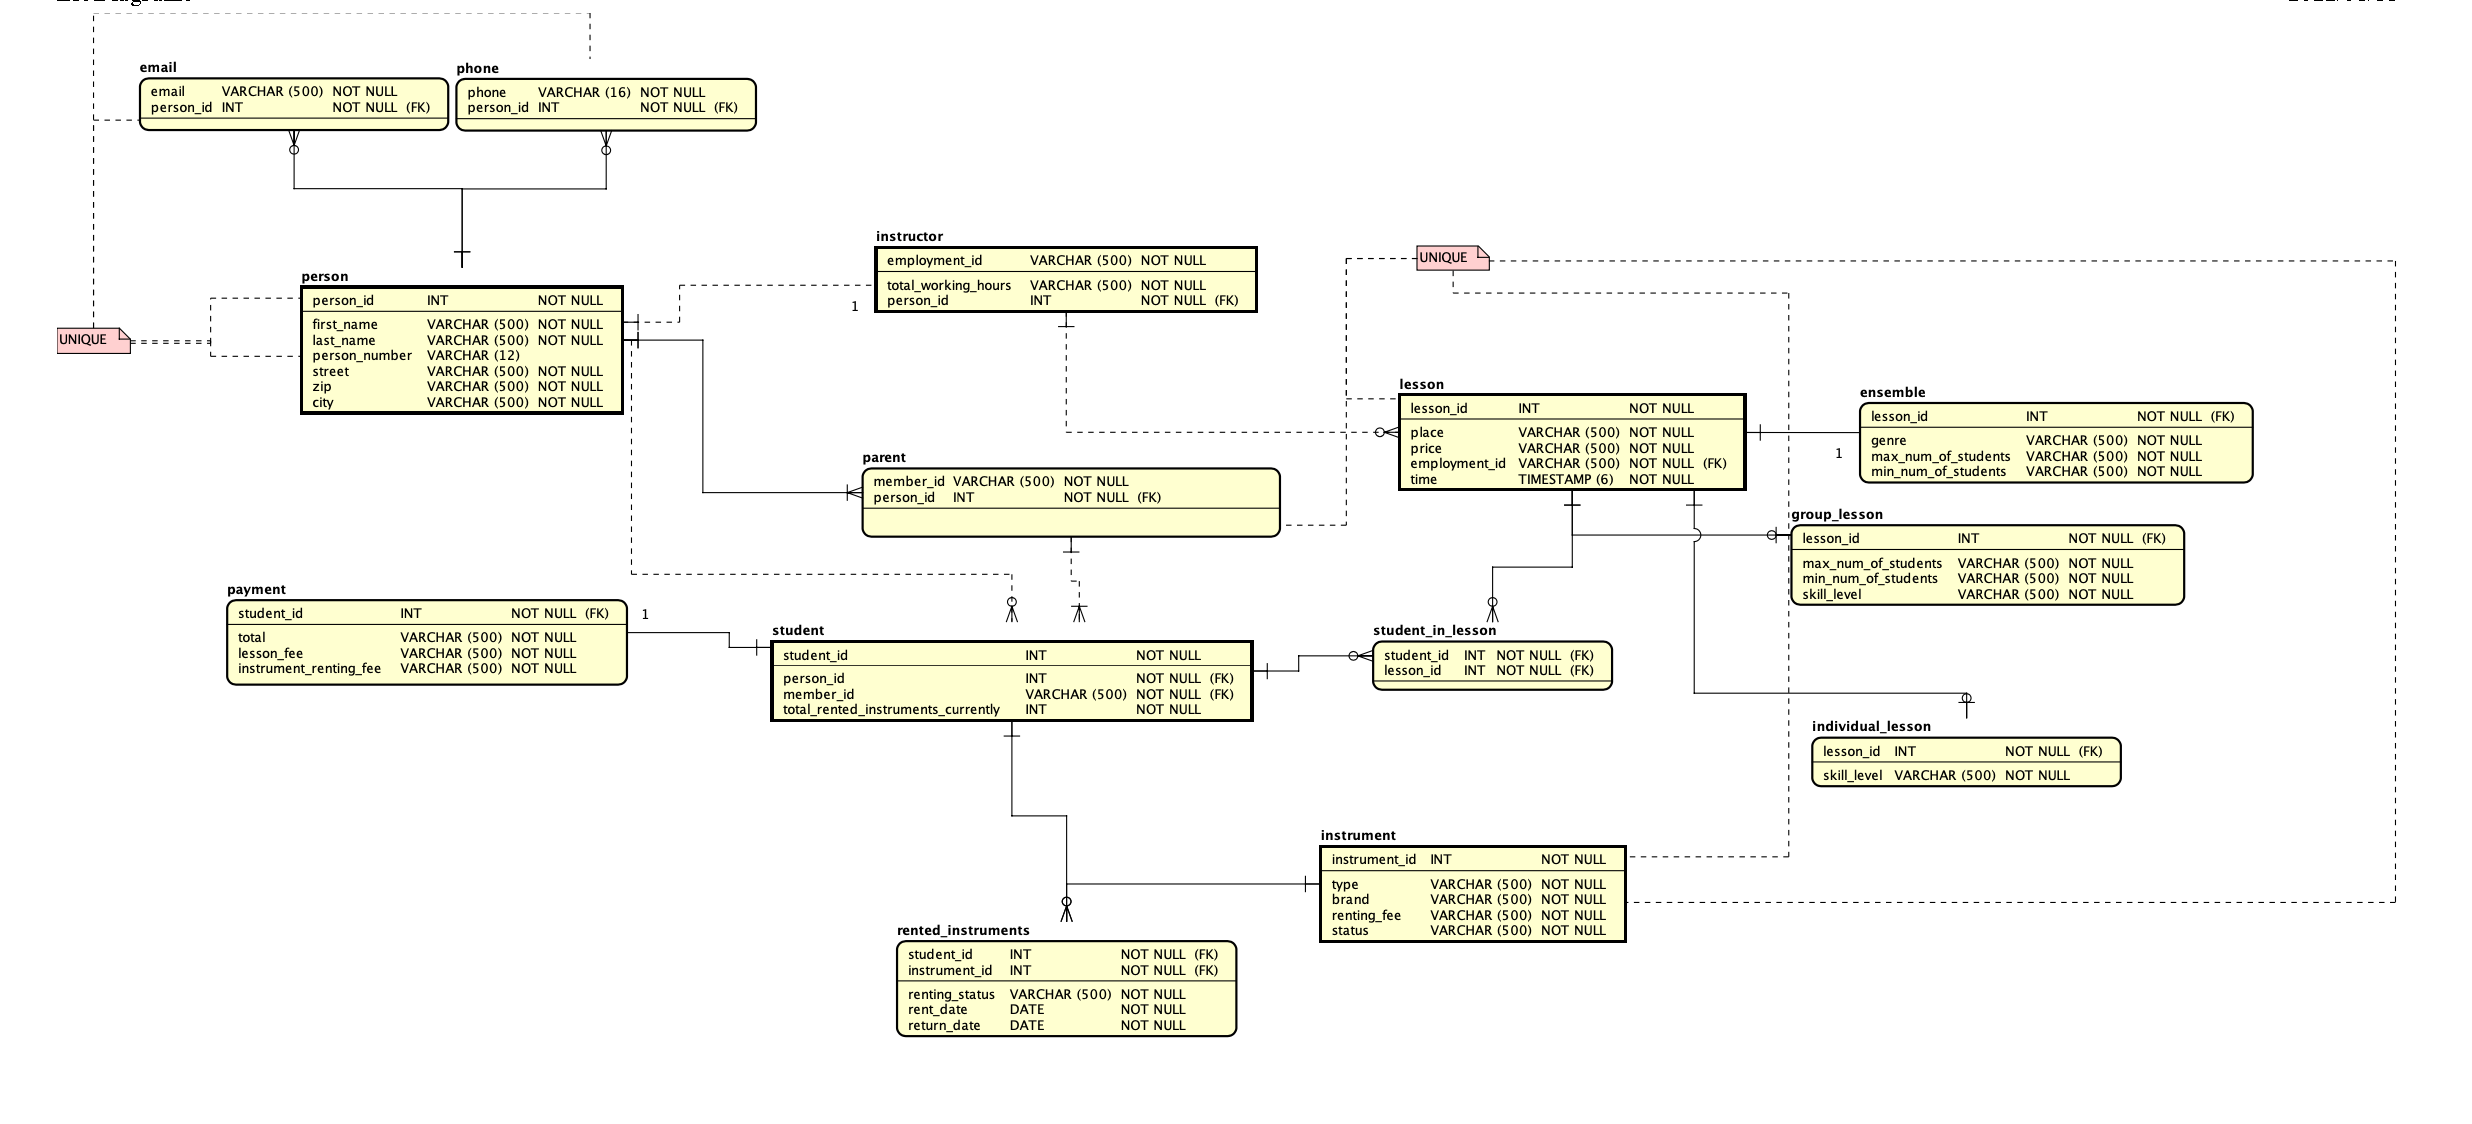 email
email VARCHAR (500) NOT NULL
person_id INT NOT NULL (FK)
phone
phone VARCHAR (16) NOT NULL
person_id INT NOT NULL (FK)
instructor
employment_id VARCHAR (500) NOT NULL
total_working_hours VARCHAR (500) NOT NULL
person_id INT NOT NULL (FK)
1
UNIQUE
person
person_id INT NOT NULL
first_name VARCHAR (500) NOT NULL
last_name VARCHAR (500) NOT NULL
person_number VARCHAR (12)
street VARCHAR (500) NOT NULL
zip VARCHAR (500) NOT NULL
city VARCHAR (500) NOT NULL
UNIQUE
lesson
lesson_id INT NOT NULL
place VARCHAR (500) NOT NULL
price VARCHAR (500) NOT NULL
employment_id VARCHAR (500) NOT NULL (FK)
time TIMESTAMP (6) NOT NULL
ensemble
lesson_id INT NOT NULL (FK)
genre VARCHAR (500) NOT NULL
max_num_of_students VARCHAR (500) NOT NULL
min_num_of_students VARCHAR (500) NOT NULL
1
parent
member_id VARCHAR (500) NOT NULL
person_id INT NOT NULL (FK)
group_lesson
lesson_id INT NOT NULL (FK)
max_num_of_students VARCHAR (500) NOT NULL
min_num_of_students VARCHAR (500) NOT NULL
skill_level VARCHAR (500) NOT NULL
payment
student_id INT NOT NULL (FK)
total VARCHAR (500) NOT NULL
lesson_fee VARCHAR (500) NOT NULL
instrument_renting_fee VARCHAR (500) NOT NULL
1
student
student_id INT NOT NULL
person_id INT NOT NULL (FK)
member_id VARCHAR (500) NOT NULL (FK)
total_rented_instruments_currently INT NOT NULL
student_in_lesson
student_id INT NOT NULL (FK)
lesson_id INT NOT NULL (FK)
individual_lesson
lesson_id INT NOT NULL (FK)
skill_level VARCHAR (500) NOT NULL
instrument
instrument_id INT NOT NULL
type VARCHAR (500) NOT NULL
brand VARCHAR (500) NOT NULL
renting_fee VARCHAR (500) NOT NULL
status VARCHAR (500) NOT NULL
rented_instruments
student_id INT NOT NULL (FK)
instrument_id INT NOT NULL (FK)
renting_status VARCHAR (500) NOT NULL
rent_date DATE NOT NULL
return_date DATE NOT NULL